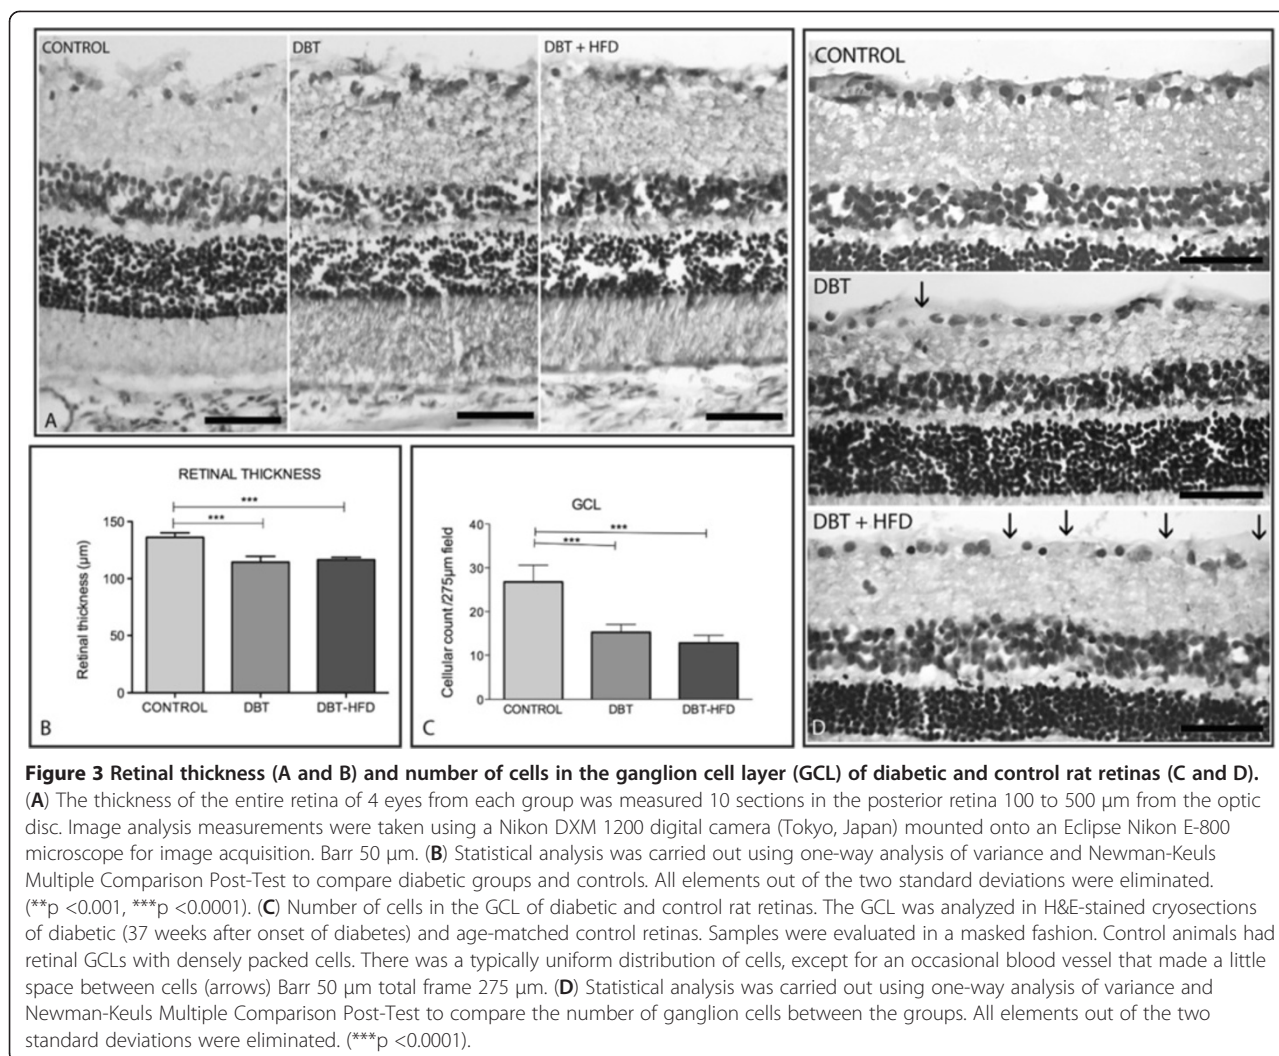 CONTROL
DBT
DBT + HFD
A
CONTROL
DBT
DBT + HFD
D
RETINAL THICKNESS
***
***
Retinal thickness (µm)
150
100
50
0
CONTROL
DBT
DBT-HFD
B
GCL
***
***
Cellular count /275µm field
40
30
20
10
0
CONTROL
DBT
DBT-HFD
C
Figure 3 Retinal thickness (A and B) and number of cells in the ganglion cell layer (GCL) of diabetic and control rat retinas (C and D).
(A) The thickness of the entire retina of 4 eyes from each group was measured 10 sections in the posterior retina 100 to 500 µm from the optic
disc. Image analysis measurements were taken using a Nikon DXM 1200 digital camera (Tokyo, Japan) mounted onto an Eclipse Nikon E-800
microscope for image acquisition. Barr 50 µm. (B) Statistical analysis was carried out using one-way analysis of variance and Newman-Keuls
Multiple Comparison Post-Test to compare diabetic groups and controls. All elements out of the two standard deviations were eliminated.
(**p <0.001, ***p <0.0001). (C) Number of cells in the GCL of diabetic and control rat retinas. The GCL was analyzed in H&E-stained cryosections
of diabetic (37 weeks after onset of diabetes) and age-matched control retinas. Samples were evaluated in a masked fashion. Control animals had
retinal GCLs with densely packed cells. There was a typically uniform distribution of cells, except for an occasional blood vessel that made a little
space between cells (arrows) Barr 50 µm total frame 275 µm. (D) Statistical analysis was carried out using one-way analysis of variance and
Newman-Keuls Multiple Comparison Post-Test to compare the number of ganglion cells between the groups. All elements out of the two
standard deviations were eliminated. (***p <0.0001).